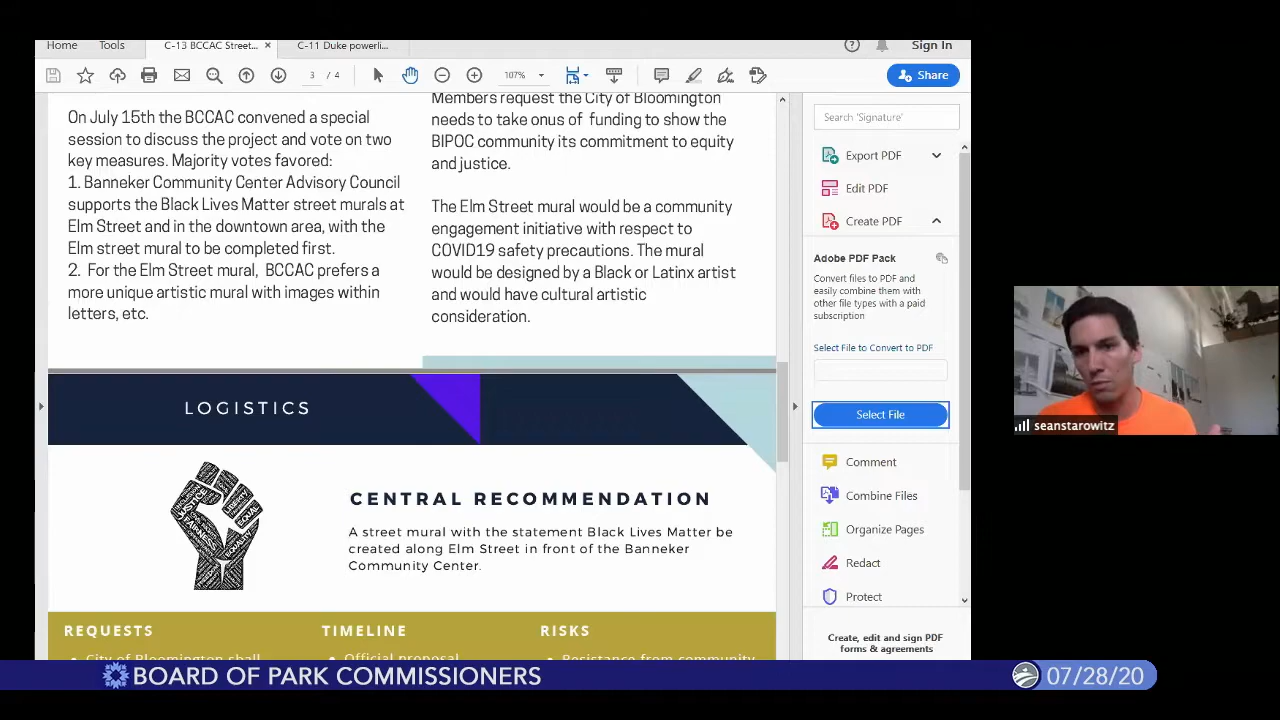 Home
Tools
C-13 BCCAC Street...
C-11 Duke powerli...
Sign In
3 / 4
107%
Share
On July 15th the BCCAC convened a special
session to discuss the project and vote on two
key measures. Majority votes favored:
1. Banneker Community Center Advisory Council
supports the Black Lives Matter street murals at
Elm Street and in the downtown area, with the
Elm street mural to be completed first.
2. For the Elm Street mural, BCCAC prefers a
more unique artistic mural with images within
letters, etc.
Members request the City of Bloomington
needs to take onus of funding to show the
BIPOC community its commitment to equity
and justice.
The Elm Street mural would be a community
engagement initiative with respect to
COVID19 safety precautions. The mural
would be designed by a Black or Latinx artist
and would have cultural artistic
consideration.
LOGISTICS
CENTRAL RECOMMENDATION
A street mural with the statement Black Lives Matter be
created along Elm Street in front of the Banneker
Community Center.
REQUESTS
City of Bloomington shall
TIMELINE
Official proposal
RISKS
Resistance from community
Search 'Signature'
Export PDF
Edit PDF
Create PDF
Adobe PDF Pack
Convert files to PDF and
easily combine them with
other file types with a paid
subscription
Select File to Convert to PDF
Select File
Comment
Combine Files
Organize Pages
Redact
Protect
Create, edit and sign PDF
forms & agreements
seanstarowitz
BOARD OF PARK COMMISSIONERS
07/28/20